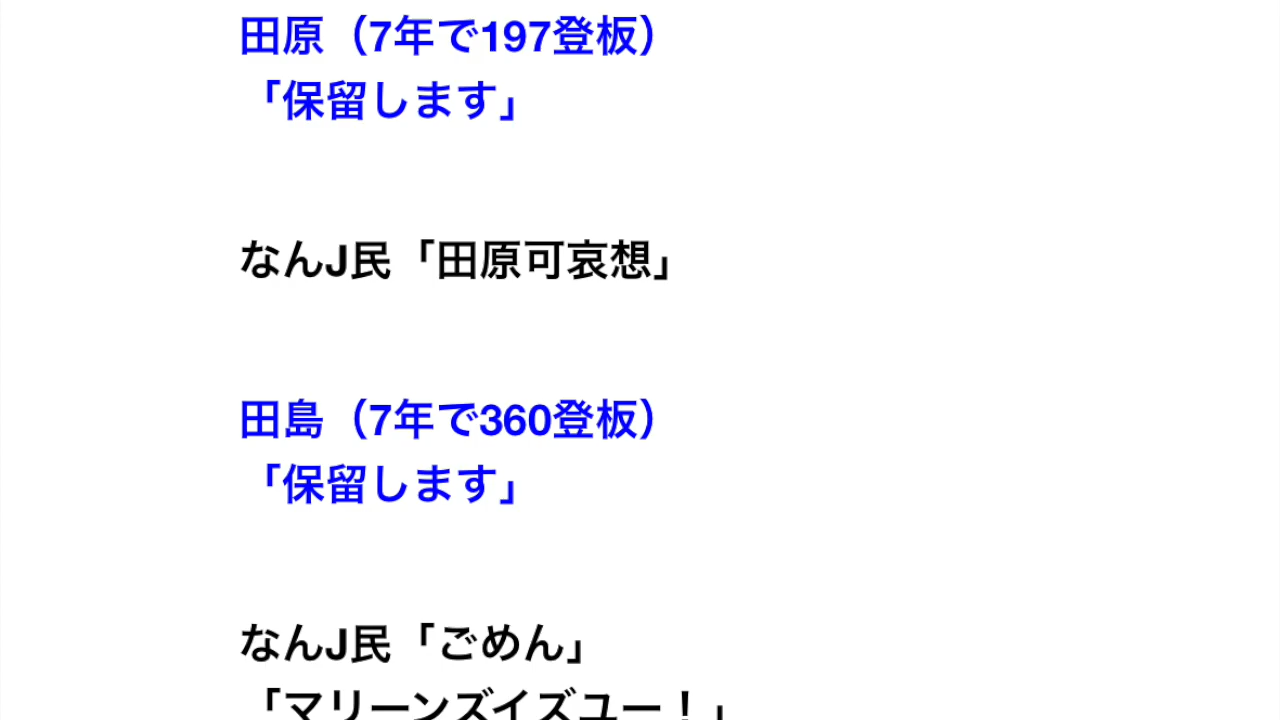 田原（7年で197登板）
「保留します」
なんJ民「田原可哀想」
田島（7年で360登板）
「保留します」
なんJ民「ごめん」
「マリーンズイズユー！」